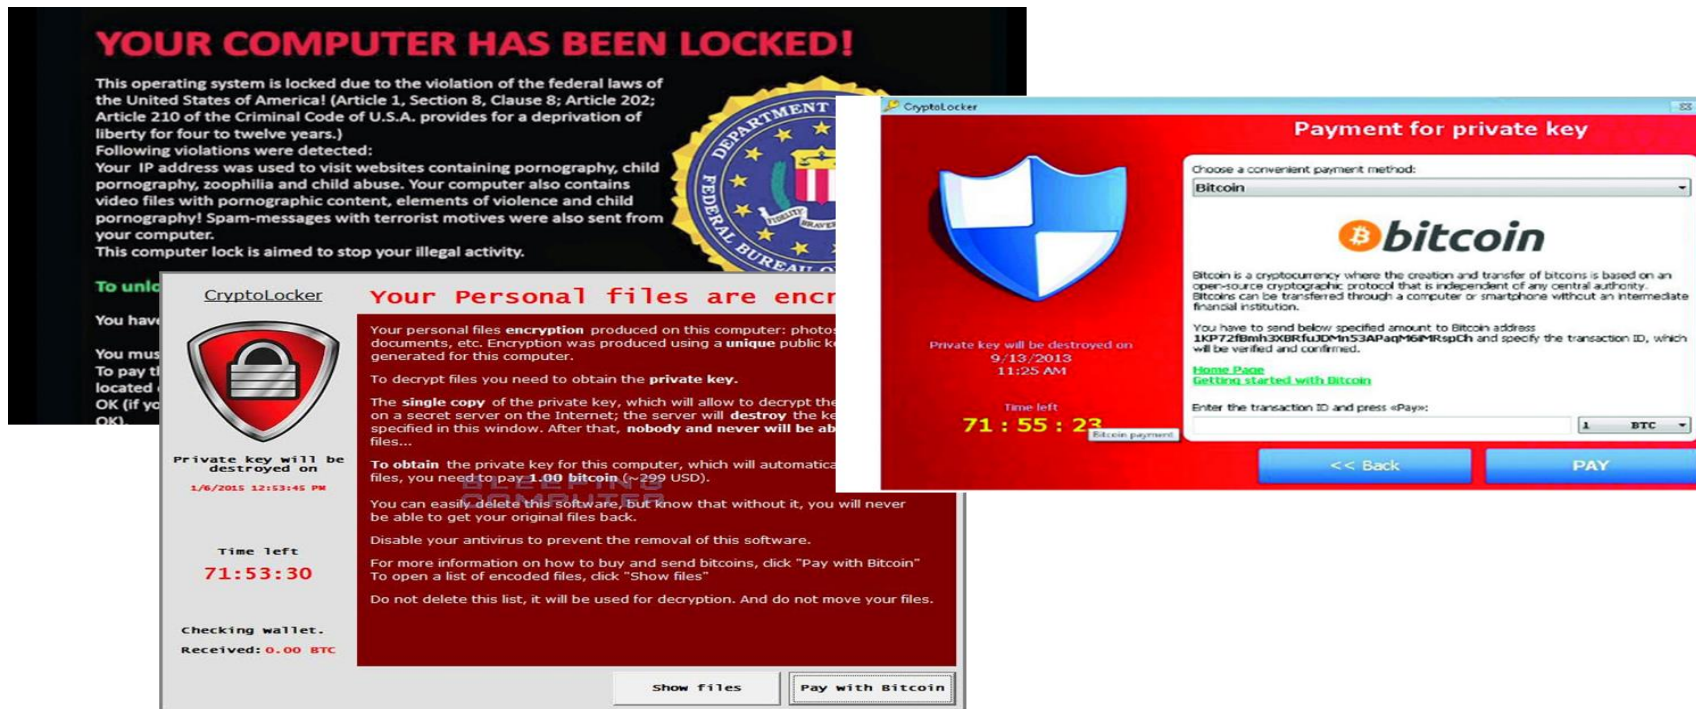 YOUR COMPUTER HAS BEEN LOCKED!
This operating system is locked due to the violation of the federal laws of
the United States of America! (Article 1, Section 8, Clause 8; Article 202;
Article 210 of the Criminal Code of U.S.A. provides for a deprivation of
liberty for four to twelve years.)
Following violations were detected:
Your IP address was used to visit websites containing pornography, child
pornography, zoophilia and child abuse. Your computer also contains
video files with pornographic content, elements of violence and child
pornography! Spam-messages with terrorist motives were also sent from
your computer.
This computer lock is aimed to stop your illegal activity.
To
You
You
To pay
located
OK (if
OK).
DEPARTMENT
FEDERAL BUREAU
FIDELITY
CryptoLocker
Your Personal files are
Your personal files encryption produced on this computer:
documents, etc. Encryption was produced using a unique public
generated for this computer.
To decrypt files you need to obtain the private key.
The single copy of the private key, which will allow to decrypt
on a secret server on the Internet; the server will destroy the
specified in this window. After that, nobody and never will be
files...
To obtain the private key for this computer, which will
files, you need to pay 1.00 bitcoin (~299 USD).
You can easily delete this software, but know that without it, you will never
be able to get your original files back.
Disable your antivirus to prevent the removal of this software.
For more information on how to buy and send bitcoins, click "Pay with Bitcoin"
To open a list of encoded files, click "Show files"
Do not delete this list, it will be used for decryption. And do not move your files.
BLEEPING
COMPUTER
Private key will be
destroyed on
1/6/2015 12:53:45 PM
Time left
71:53:30
Checking wallet.
Received: 0.00 BTC
Show files
Pay with Bitcoin
CryptoLocker
Payment for private key
Choose a convenient payment method:
Bitcoin
bitcoin
Bitcoin is a cryptocurrency where the creation and transfer of bitcoins is based on an
open-source cryptographic protocol that is independent of any central authority.
Bitcoins can be transferred through a computer or smartphone without an intermediate
financial institution.
You have to send below specified amount to Bitcoin address
and specify the transaction ID, which
will be verified and confirmed.
Home Page
Getting started with Bitcoin
Enter the transaction ID and press «Pay»:
1 BTC
Private key will be destroyed on
9/13/2013
11:25 AM
Time left
71 : 55 : 23
Bitcoin payment
<< Back
PAY